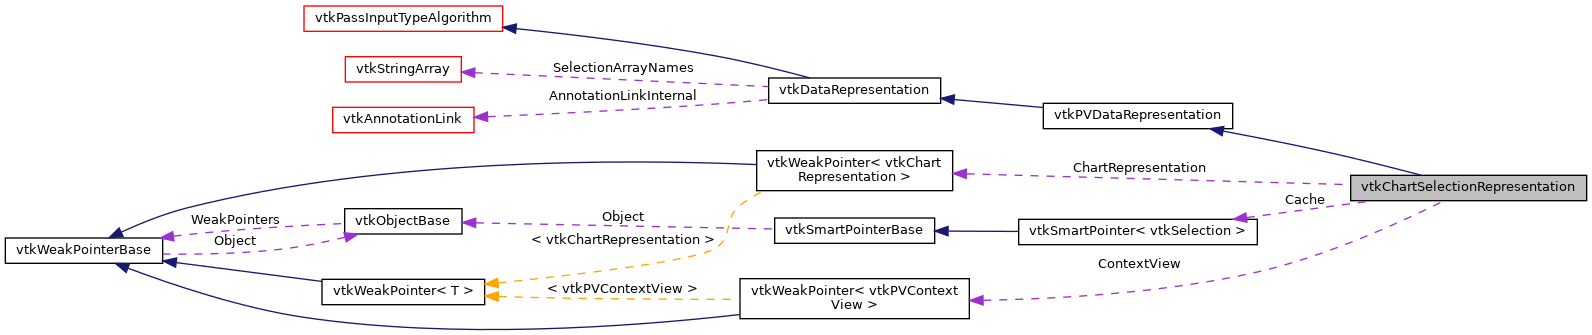 vtkPassInputTypeAlgorithm
vtkStringArray
SelectionArrayNames
vtkDataRepresentation
AnnotationLinkInternal
vtkAnnotationLink
vtkPVDataRepresentation
vtkWeakPointer< vtkChart
Representation >
ChartRepresentation
vtkChartSelectionRepresentation
Cache
WeakPointers
vtkObjectBase
Object
vtkSmartPointerBase
vtkSmartPointer< vtkSelection >
Object
< vtkChartRepresentation >
vtkWeakPointerBase
ContextView
vtkWeakPointer< T >
< vtkPVContextView >
vtkWeakPointer< vtkPVContext
View >